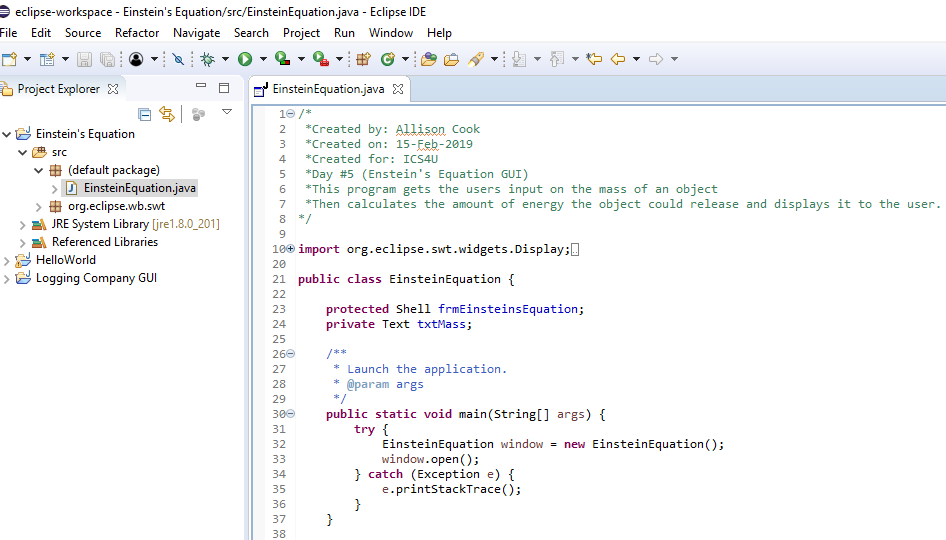 eclipse-workspace - Einstein's Equation/src/EinsteinEquation.java - Eclipse IDE
File Edit Source Refactor Navigate Search Project Run Window Help
Project Explorer
Einstein's Equation
src
(default package)
EinsteinEquation.java
org.eclipse.wb.swt
JRE System Library [jre1.8.0_201]
Referenced Libraries
HelloWorld
Logging Company GUI
EinsteinEquation.java
1 /*
2 *Created by: Allison Cook
3 *Created on: 15-Feb-2019
4 *Created for: ICS4U
5 *Day #5 (Enstein's Equation GUI)
6 *This program gets the users input on the mass of an object
7 *Then calculates the amount of energy the object could release and displays it to the user.
8 */
9
10 import org.eclipse.swt.widgets.Display;
20
21 public class EinsteinEquation {
22
23 protected Shell frmEinsteinsEquation;
24 private Text txtMass;
25
26 /**
27 * Launch the application.
28 * @param args
29 */
30 public static void main(String[] args) {
31 try {
32 EinsteinEquation window = new EinsteinEquation();
33 window.open();
34 } catch (Exception e) {
35 e.printStackTrace();
36 }
37 }
38